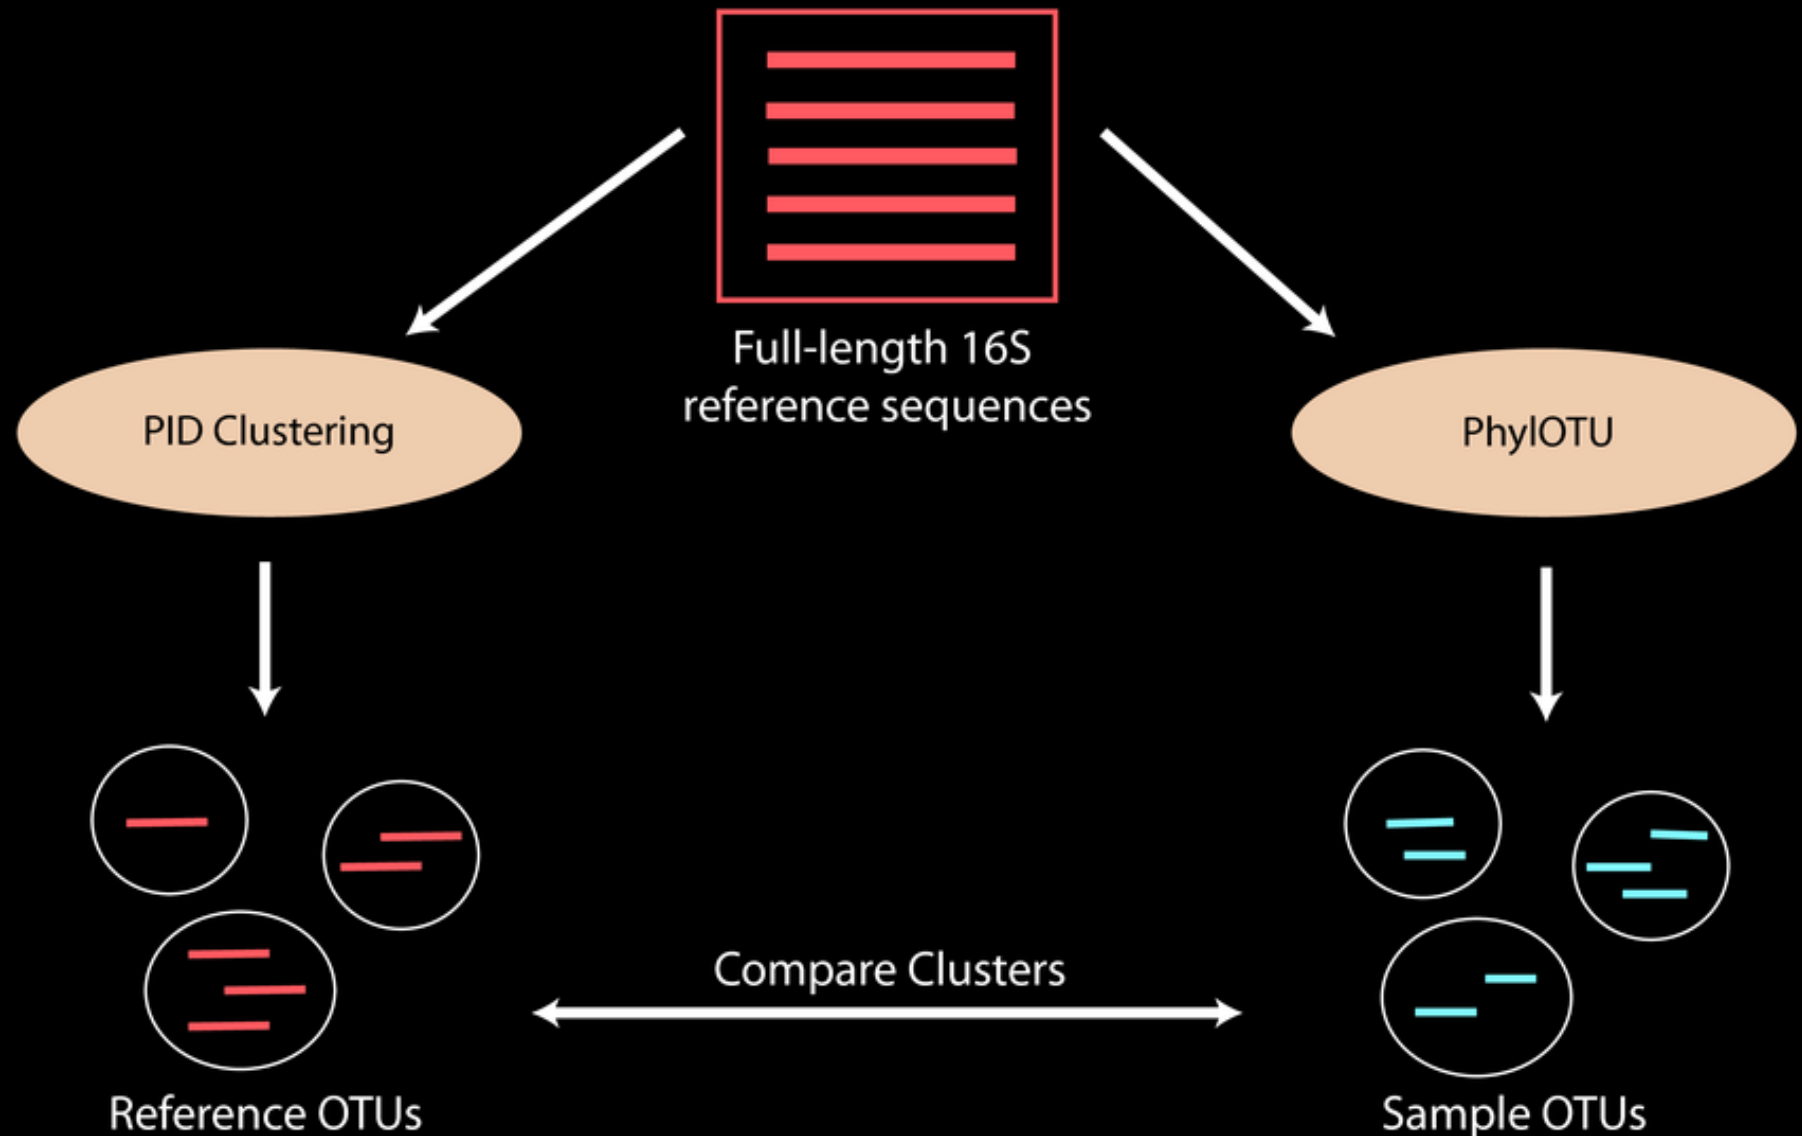 Full-length 16S
reference sequences
PID Clustering
PhylOTU
Compare Clusters
Reference OTUs
Sample OTUs